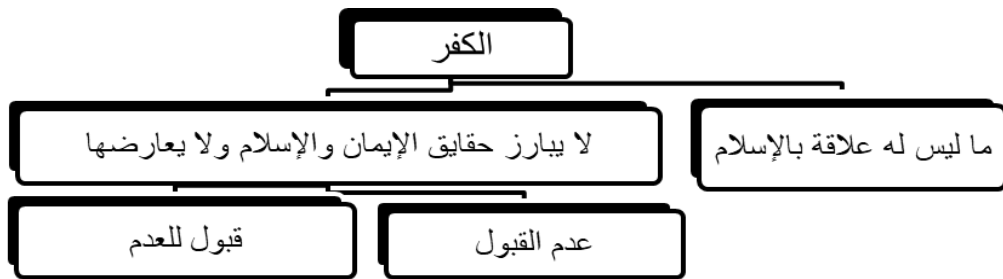 الكفر
ما ليس له علاقة بالإسلام
لا يبارز حقايق الإيمان والإسلام ولا يعارضها
عدم القبول
قبول للعدم